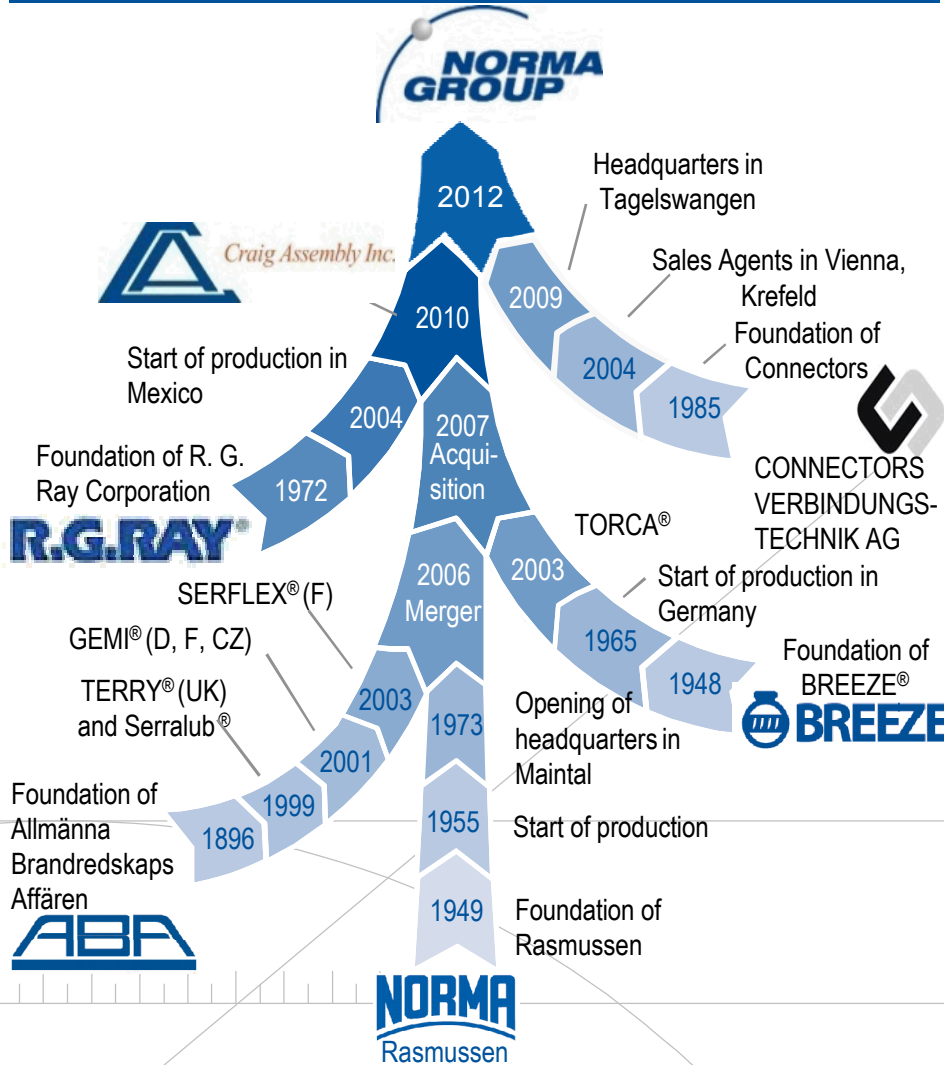 NORMA
GROUP
2012
Headquarters in
Tagelswangen
Craig Assembly Inc.
2009
Sales Agents in Vienna,
Krefeld
2010
2004
Foundation of
Connectors
1985
Start of production in
Mexico
2004
1972
Foundation of R. G.
Ray Corporation
R.G.RAY®
CONNECTORS
VERBINDUNGS-
TECHNIK AG
2007
Acqui-
sition
TORCA®
2003
Start of production in
Germany
1965
1948
Foundation of
BREEZE®
BREEZE
2006
Merger
SERFLEX® (F)
GEMI® (D, F, CZ)
TERRY® (UK)
and Serralub®
2003
2001
1999
1896
Foundation of
Allmänna
Brandredskaps
Affären
ABA
1973
Opening of
headquarters in
Maintal
1955
Start of production
1949
Foundation of
Rasmussen
NORMA
Rasmussen